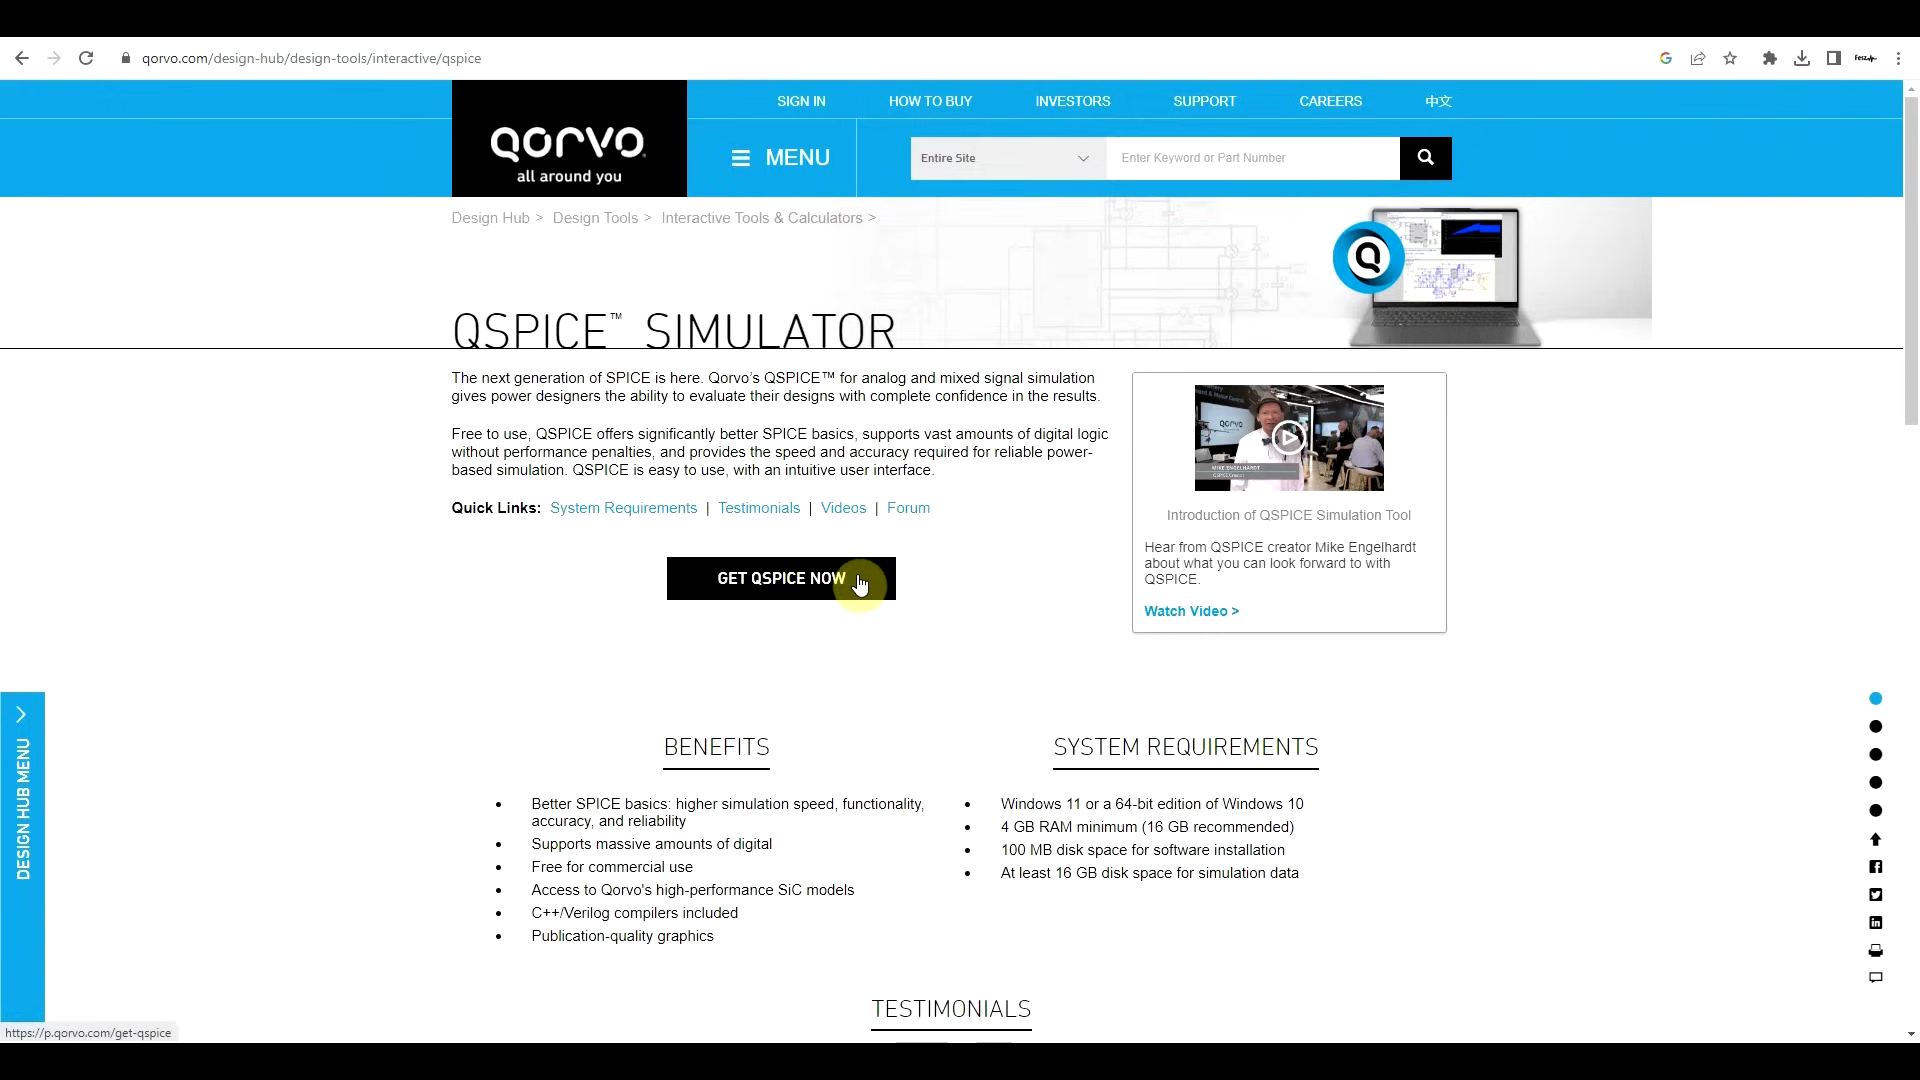 qorvo.com/design-hub/design-tools/interactive/qspice
SIGN IN
HOW TO BUY
INVESTORS
SUPPORT
CAREERS
中文
QORVO
all around you
MENU
Entire Site
Enter Keyword or Part Number
Design Hub > Design Tools > Interactive Tools & Calculators >
QSPICE™ SIMULATOR
The next generation of SPICE is here. Qorvo's QSPICE™ for analog and mixed signal simulation
gives power designers the ability to evaluate their designs with complete confidence in the results.
Free to use, QSPICE offers significantly better SPICE basics, supports vast amounts of digital logic
without performance penalties, and provides the speed and accuracy required for reliable power-
based simulation. QSPICE is easy to use, with an intuitive user interface.
Quick Links: System Requirements | Testimonials | Videos | Forum
GET QSPICE NOW
QORVO
MIKE ENGELHARDT
QSPICE Creator
Introduction of QSPICE Simulation Tool
Hear from QSPICE creator Mike Engelhardt
about what you can look forward to with
QSPICE.
Watch Video >
DESIGN HUB MENU
BENEFITS
Better SPICE basics: higher simulation speed, functionality,
accuracy, and reliability
Supports massive amounts of digital
Free for commercial use
Access to Qorvo's high-performance SiC models
C++/Verilog compilers included
Publication-quality graphics
SYSTEM REQUIREMENTS
Windows 11 or a 64-bit edition of Windows 10
4 GB RAM minimum (16 GB recommended)
100 MB disk space for software installation
At least 16 GB disk space for simulation data
TESTIMONIALS
https://p.qorvo.com/get-qspice